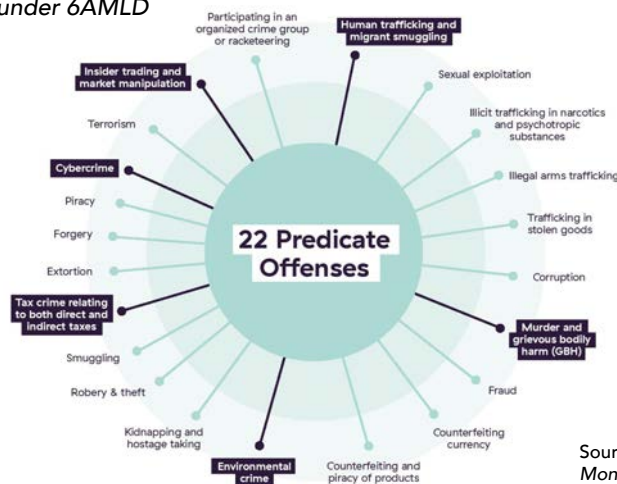 under 6AMLD
Participating in an
organized crime group
or racketeering
Human trafficking and
migrant smuggling
Insider trading and
market manipulation
Sexual exploitation
Terrorism
Illicit trafficking in narcotics
and psychotropic
substances
Cybercrime
Illegal arms trafficking
Piracy
Trafficking in
stolen goods
Forgery
22 Predicate
Offenses
Extortion
Corruption
Tax crime relating
to both direct and
indirect taxes
Murder and
grievous bodily
harm (GBH)
Smuggling
Robery & theft
Fraud
Kidnapping and
hostage taking
Counterfeiting
currency
Environmental
crime
Counterfeiting and
piracy of products
Sour
Mon